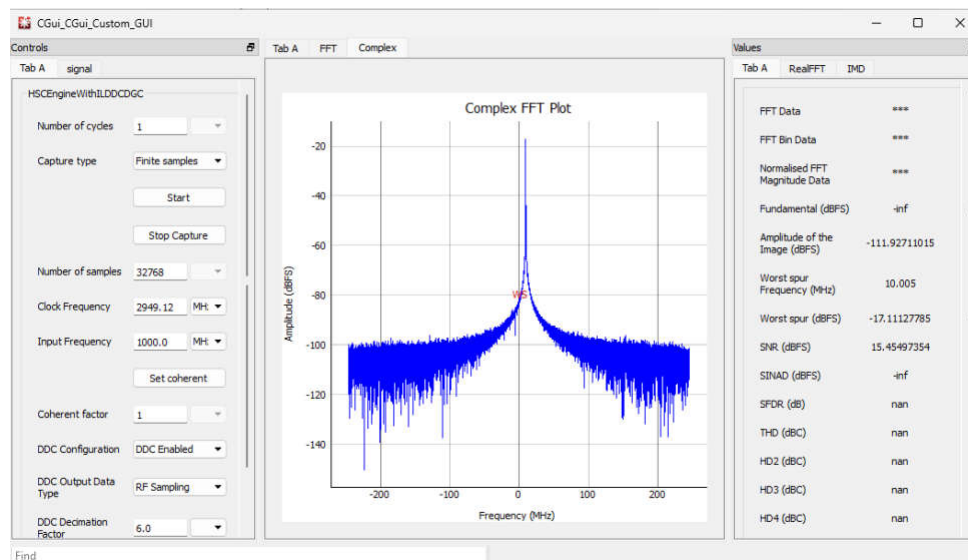 CGui_CGui_Custom_GUI
Controls
Tab A signal
HSCEngineWithILDDCDGC
Number of cycles 1
Capture type Finite samples
Start
Stop Capture
Number of samples 32768
Clock Frequency 2949.12 MH:
Input Frequency 1000.0 MH:
Set coherent
Coherent factor 1
DDC Configuration DDC Enabled
DDC Output Data
Type RF Sampling
DDC Decimation
Factor 6.0
Find
Tab A FFT Complex
Complex FFT Plot
Amplitude (dBFS)
-20
-40
-60
-80
-100
-120
-140
WS
-200 -100 0 100 200
Frequency (MHz)
Values
Tab A RealFFT IMD
FFT Data ***
FFT Bin Data ***
Normalised FFT
Magnitude Data ***
Fundamental (dBFS) -inf
Amplitude of the
Image (dBFS) -111.92711015
Worst spur
Frequency (MHz) 10.005
Worst spur (dBFS) -17.11127785
SNR (dBFS) 15.45497354
SINAD (dBFS) -inf
SFDR (dB) nan
THD (dBC) nan
HD2 (dBC) nan
HD3 (dBC) nan
HD4 (dBC) nan